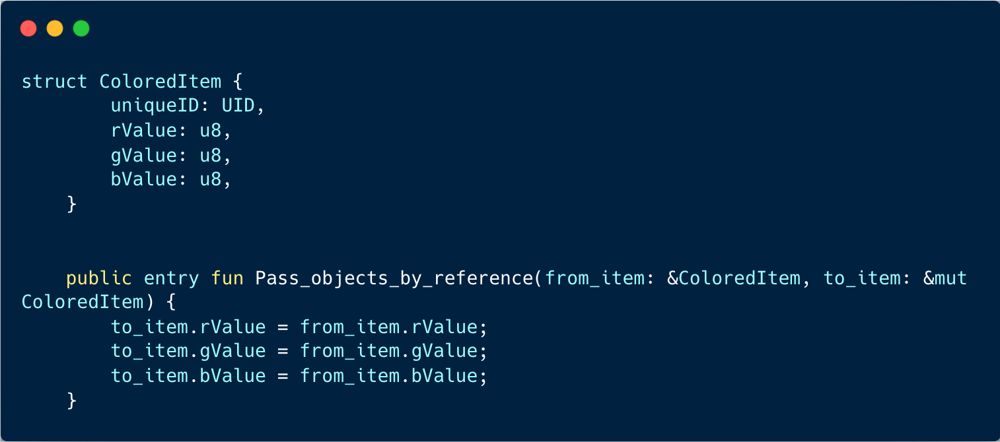 struct ColoredItem {
        uniqueID: UID,
        rValue: u8,
        gValue: u8,
        bValue: u8,
    }
    public entry fun Pass_objects_by_reference(from_item: &ColoredItem, to_item: &mut
ColoredItem) {
        to_item.rValue = from_item.rValue;
        to_item.gValue = from_item.gValue;
        to_item.bValue = from_item.bValue;
    }